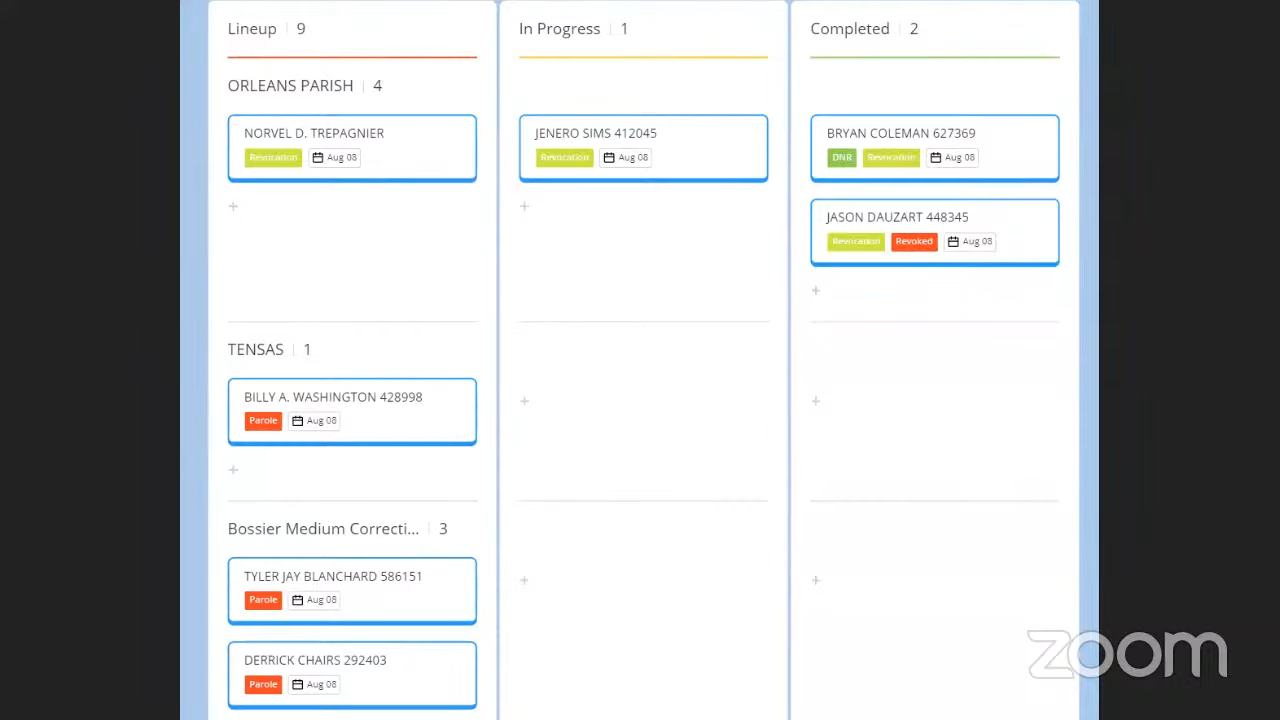 Lineup 9
In Progress 1
Completed 2
ORLEANS PARISH 4
NORVEL D. TREPAGNIER
Revocation Aug 08
JENERO SIMS 412045
Revocation Aug 08
BRYAN COLEMAN 627369
DNR Revocation Aug 08
JASON DAUZART 448345
Revocation Revoked Aug 08
TENSAS 1
BILLY A. WASHINGTON 428998
Parole Aug 08
Bossier Medium Correcti... 3
TYLER JAY BLANCHARD 586151
Parole Aug 08
DERRICK CHAIRS 292403
Parole Aug 08
zoom